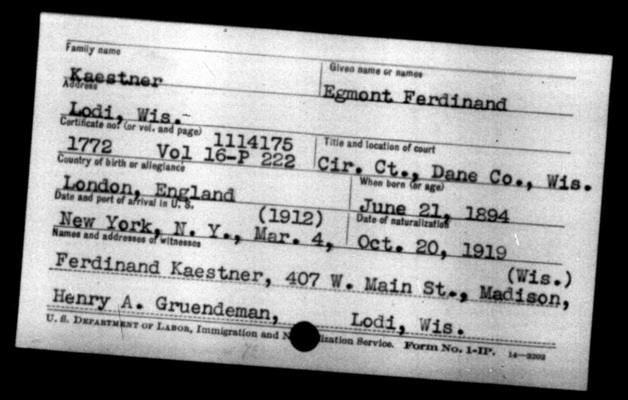 Family name
Given name or names
Kaestner
Egmont Ferdinand
Address
Lodi, Wis.-
Certificate no. (or vol. and page)
1114175
Title and location of court
1772 Vol 16-P 222
Cir. Ct., Dane Co., Wis.
Country of birth or allegiance
When born (or age)
London, England
June 21, 1894
Date and port of arrival in U. S.
(1912)
Date of naturalization
New York, N. Y., Mar. 4,
Oct. 20, 1919
Names and addresses of witnesses
(Wis.)
Ferdinand Kaestner, 407 W. Main St., Madison,
Henry A. Gruendeman, Lodi, Wis.
U. S. Department of Labor, Immigration and N ization Service. Form No. 1-IP. 14—2202